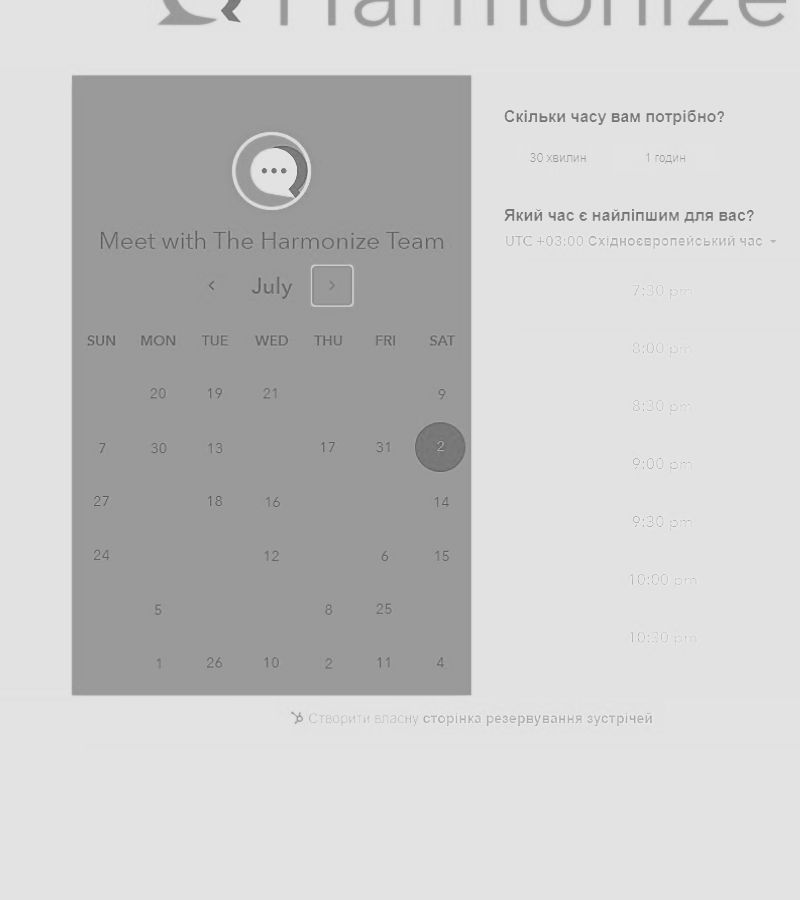 Harmonize
Meet with The Harmonize Team
July
SUN MON TUE WED THU FRI SAT
20 19 21 9
7 30 13 17 31 2
27 18 16 14
24 12 6 15
5 8 25
1 26 10 2 11 4
Скільки часу вам потрібно?
30 хвилин 1 годин
Який час є найліпшим для вас?
UTC +03:00 Східноєвропейський час
7:30 pm
8:00 pm
8:30 pm
9:00 pm
9:30 pm
10:00 pm
10:30 pm
Створити власну сторінка резервування зустрічей